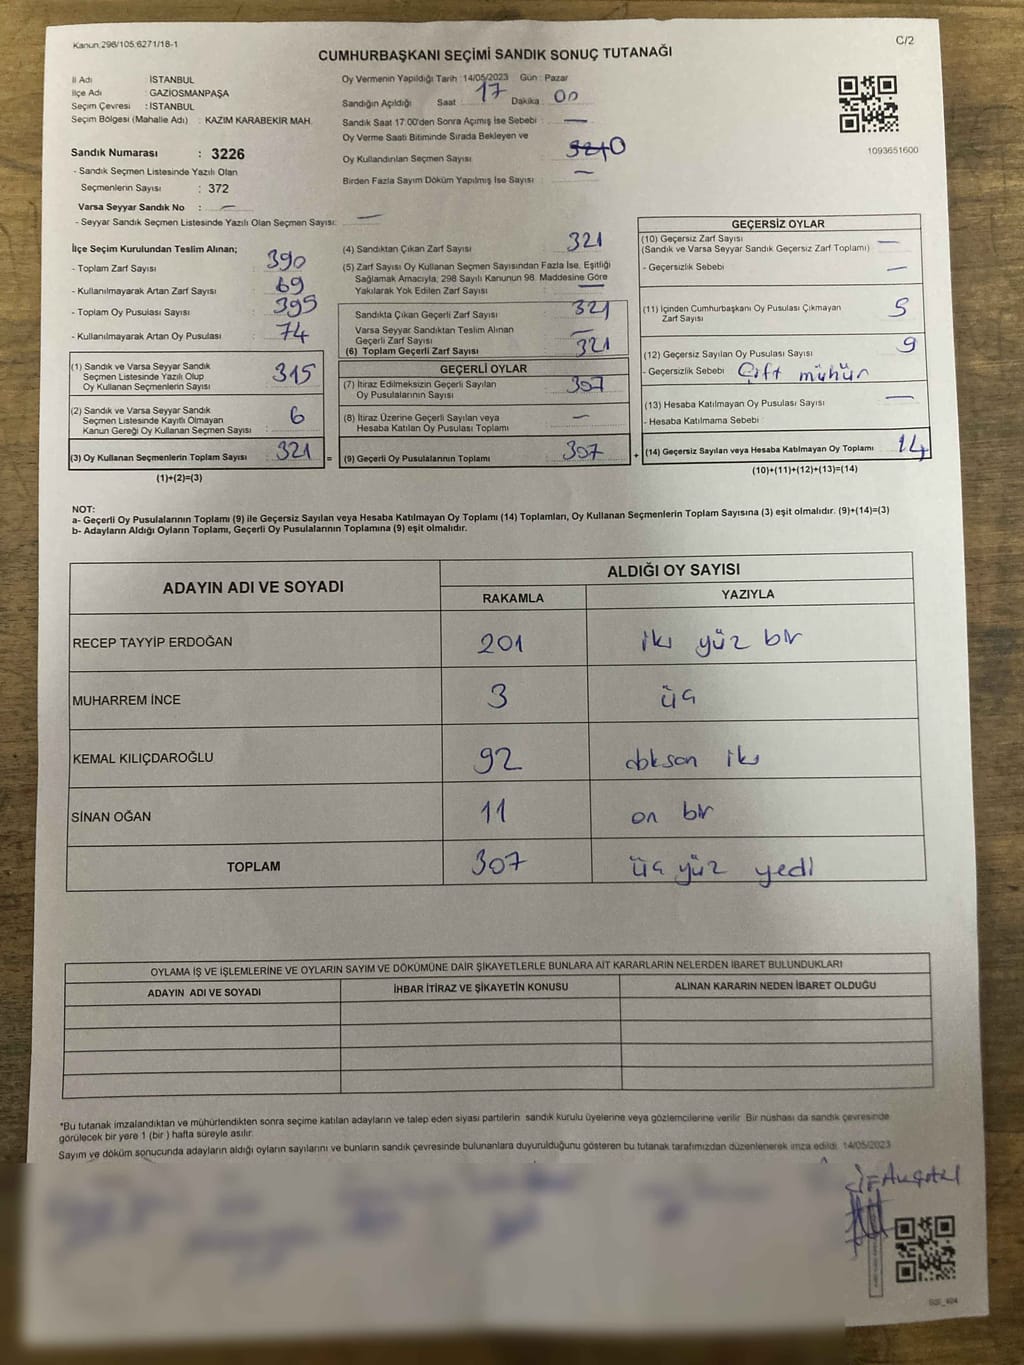 Kanun.298/105.6271/18-1
C/2
CUMHURBAŞKANI SEÇİMİ SANDIK SONUÇ TUTANAĞI
İl Adı : İSTANBUL
İlçe Adı : GAZİOSMANPAŞA
Seçim Çevresi : İSTANBUL
Seçim Bölgesi (Mahalle Adı) : KAZIM KARABEKİR MAH.
Sandık Numarası : 3226
- Sandık Seçmen Listesinde Yazılı Olan
Seçmenlerin Sayısı : 372
Varsa Seyyar Sandık No : —
- Seyyar Sandık Seçmen Listesinde Yazılı Olan Seçmen Sayısı: —
Oy Vermenin Yapıldığı Tarih : 14/05/2023 Gün : Pazar
Sandığın Açıldığı Saat : 17 Dakika : 00
Sandık Saat 17:00'den Sonra Açımış İse Sebebi : —
Oy Verme Saati Bitiminde Sırada Bekleyen ve
Oy Kullandırılan Seçmen Sayısı : 0
Birden Fazla Sayım Döküm Yapılmış İse Sayısı : —
1093651600
İlçe Seçim Kurulundan Teslim Alınan;
- Toplam Zarf Sayısı : 390
- Kullanılmayarak Artan Zarf Sayısı : 69
- Toplam Oy Pusulası Sayısı : 395
- Kullanılmayarak Artan Oy Pusulası : 74
(1) Sandık ve Varsa Seyyar Sandık
Seçmen Listesinde Yazılı Olup
Oy Kullanan Seçmenlerin Sayısı : 315
(2) Sandık ve Varsa Seyyar Sandık
Seçmen Listesinde Kayıtlı Olmayan
Kanun Gereği Oy Kullanan Seçmen Sayısı : 6
(3) Oy Kullanan Seçmenlerin Toplam Sayısı : 321
(1)+(2)=(3)
=
(4) Sandıktan Çıkan Zarf Sayısı : 321
(5) Zarf Sayısı Oy Kullanan Seçmen Sayısından Fazla İse, Eşitliği
Sağlamak Amacıyla; 298 Sayılı Kanunun 98. Maddesine Göre
Yakılarak Yok Edilen Zarf Sayısı : —
Sandıkta Çıkan Geçerli Zarf Sayısı : 321
Varsa Seyyar Sandıktan Teslim Alınan
Geçerli Zarf Sayısı : —
(6) Toplam Geçerli Zarf Sayısı : 321
GEÇERLİ OYLAR
(7) İtiraz Edilmeksizin Geçerli Sayılan
Oy Pusulalarının Sayısı : 307
(8) İtiraz Üzerine Geçerli Sayılan veya
Hesaba Katılan Oy Pusulası Toplamı : —
(9) Geçerli Oy Pusulalarının Toplamı : 307
+
GEÇERSİZ OYLAR
(10) Geçersiz Zarf Sayısı : —
(Sandık ve Varsa Seyyar Sandık Geçersiz Zarf Toplamı)
- Geçersizlik Sebebi : —
(11) İçinden Cumhurbaşkanı Oy Pusulası Çıkmayan
Zarf Sayısı : 5
(12) Geçersiz Sayılan Oy Pusulası Sayısı : 9
- Geçersizlik Sebebi : Çift mühür
(13) Hesaba Katılmayan Oy Pusulası Sayısı : —
- Hesaba Katılmama Sebebi :
(14) Geçersiz Sayılan veya Hesaba Katılmayan Oy Toplamı : 14
(10)+(11)+(12)+(13)=(14)
NOT:
a- Geçerli Oy Pusulalarının Toplamı (9) ile Geçersiz Sayılan veya Hesaba Katılmayan Oy Toplamı (14) Toplamları, Oy Kullanan Seçmenlerin Toplam Sayısına (3) eşit olmalıdır. (9)+(14)=(3)
b- Adayların Aldığı Oyların Toplamı, Geçerli Oy Pusulalarının Toplamına (9) eşit olmalıdır.
ADAYIN ADI VE SOYADI
ALDIĞI OY SAYISI
RAKAMLA YAZIYLA
RECEP TAYYİP ERDOĞAN 201 iki yüz bir
MUHARREM İNCE 3 üç
KEMAL KILIÇDAROĞLU 92 doksan iki
SİNAN OĞAN 11 on bir
TOPLAM 307 üç yüz yedi
OYLAMA İŞ VE İŞLEMLERİNE VE OYLARIN SAYIM VE DÖKÜMÜNE DAİR ŞİKAYETLERLE BUNLARA AİT KARARLARIN NELERDEN İBARET BULUNDUKLARI
ADAYIN ADI VE SOYADI İHBAR İTİRAZ VE ŞİKAYETİN KONUSU ALINAN KARARIN NEDEN İBARET OLDUĞU
*Bu tutanak imzalandıktan ve mühürlendikten sonra seçime katılan adayların ve talep eden siyasi partilerin sandık kurulu üyelerine veya gözlemcilerine verilir. Bir nüshası da sandık çevresinde
görülecek bir yere 1 (bir ) hafta süreyle asılır.
Sayım ve döküm sonucunda adayların aldığı oyların sayılarını ve bunların sandık çevresinde bulunanlara duyurulduğunu gösteren bu tutanak tarafımızdan düzenlenerek imza edildi. 14/05/2023